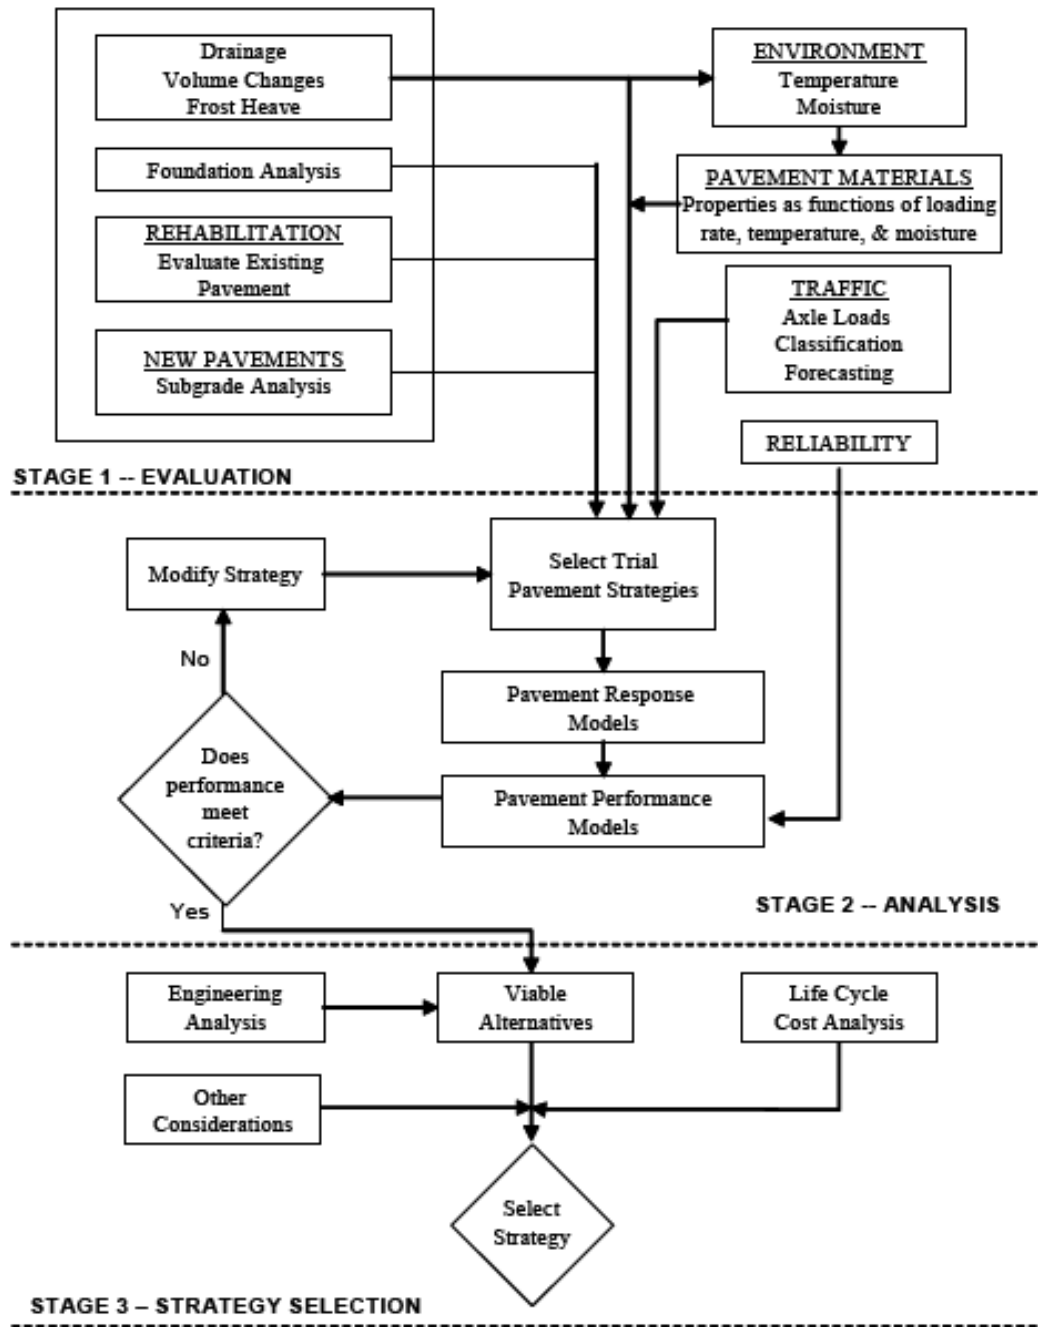 Drainage
Volume Changes
Frost Heave
ENVIRONMENT
Temperature
Moisture
Foundation Analysis
PAVEMENT MATERIALS
Properties as functions of loading
rate, temperature, & moisture
REHABILITATION
Evaluate Existing
Pavement
TRAFFIC
Axle Loads
Classification
Forecasting
NEW PAVEMENTS
Subgrade Analysis
RELIABILITY
STAGE 1 -- EVALUATION
Modify Strategy
Select Trial
Pavement Strategies
No
Pavement Response
Models
Does
performance
meet
criteria?
Pavement Performance
Models
Yes
STAGE 2 -- ANALYSIS
Engineering
Analysis
Viable
Alternatives
Life Cycle
Cost Analysis
Other
Considerations
Select
Strategy
STAGE 3 – STRATEGY SELECTION